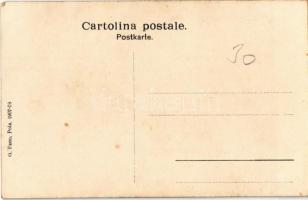 Cartolina postale.
Postkarte.
30
G. Fano, Pola, 1907-08